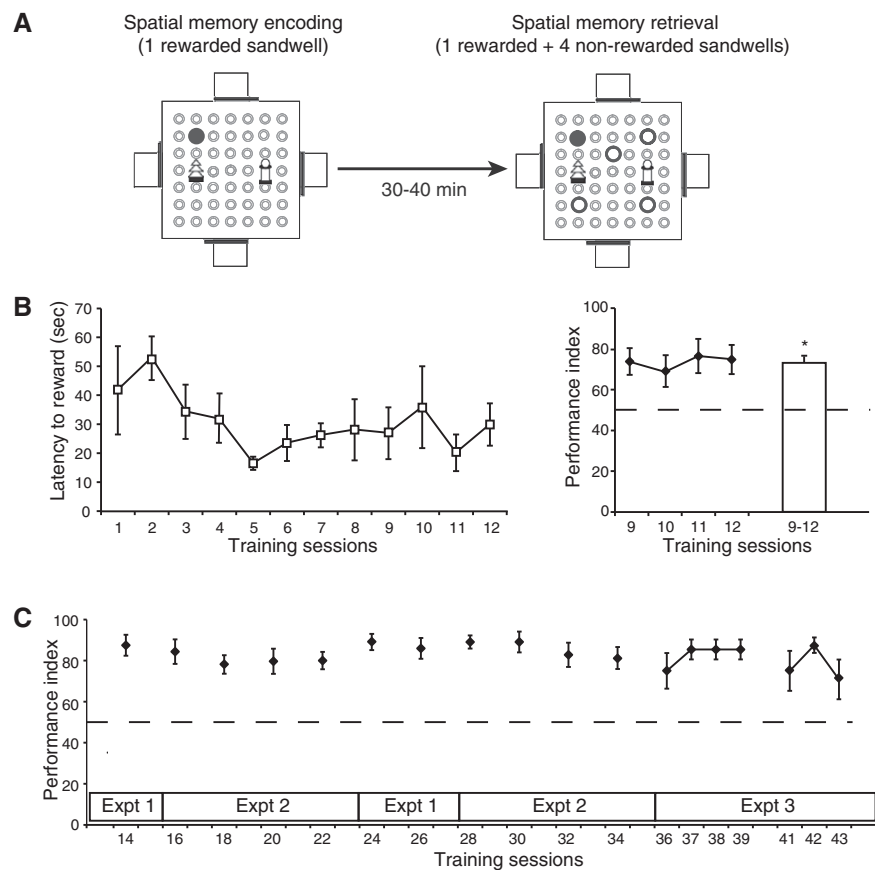 A
Spatial memory encoding
(1 rewarded sandwell)
Spatial memory retrieval
(1 rewarded + 4 non-rewarded sandwells)
30-40 min
B
Latency to reward (sec)
70
60
50
40
30
20
10
0
1 2 3 4 5 6 7 8 9 10 11 12
Training sessions
Performance index
100
80
60
40
20
0
*
9 10 11 12 9-12
Training sessions
C
Performance index
100
80
60
40
20
0
Expt 1 Expt 2 Expt 1 Expt 2 Expt 3
14 16 18 20 22 24 26 28 30 32 34 36 37 38 39 41 42 43
Training sessions